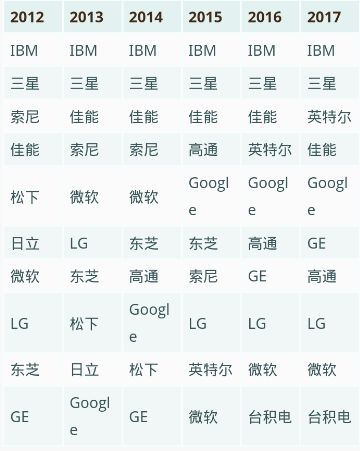 2012 2013 2014 2015 2016 2017
IBM IBM IBM IBM IBM IBM
三星 三星 三星 三星 三星 三星
索尼 佳能 佳能 佳能 佳能 英特尔
佳能 索尼 索尼 高通 英特尔 佳能
松下 微软 微软 Googl
e Googl
e Googl
e
日立 LG 东芝 东芝 高通 GE
微软 东芝 高通 索尼 GE 高通
LG 松下 Googl
e LG LG LG
东芝 日立 松下 英特尔 微软 微软
GE Googl
e GE 微软 台积电 台积电